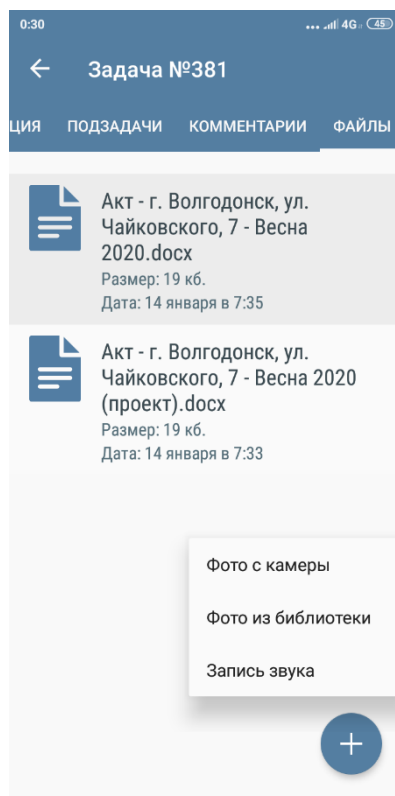 0:30
4G 45
Задача №381
ЦИЯ ПОДЗАДАЧИ КОММЕНТАРИИ ФАЙЛЫ
Акт - г. Волгодонск, ул.
Чайковского, 7 - Весна
2020.docx
Размер: 19 кб.
Дата: 14 января в 7:35
Акт - г. Волгодонск, ул.
Чайковского, 7 - Весна 2020
(проект).docx
Размер: 19 кб.
Дата: 14 января в 7:33
Фото с камеры
Фото из библиотеки
Запись звука